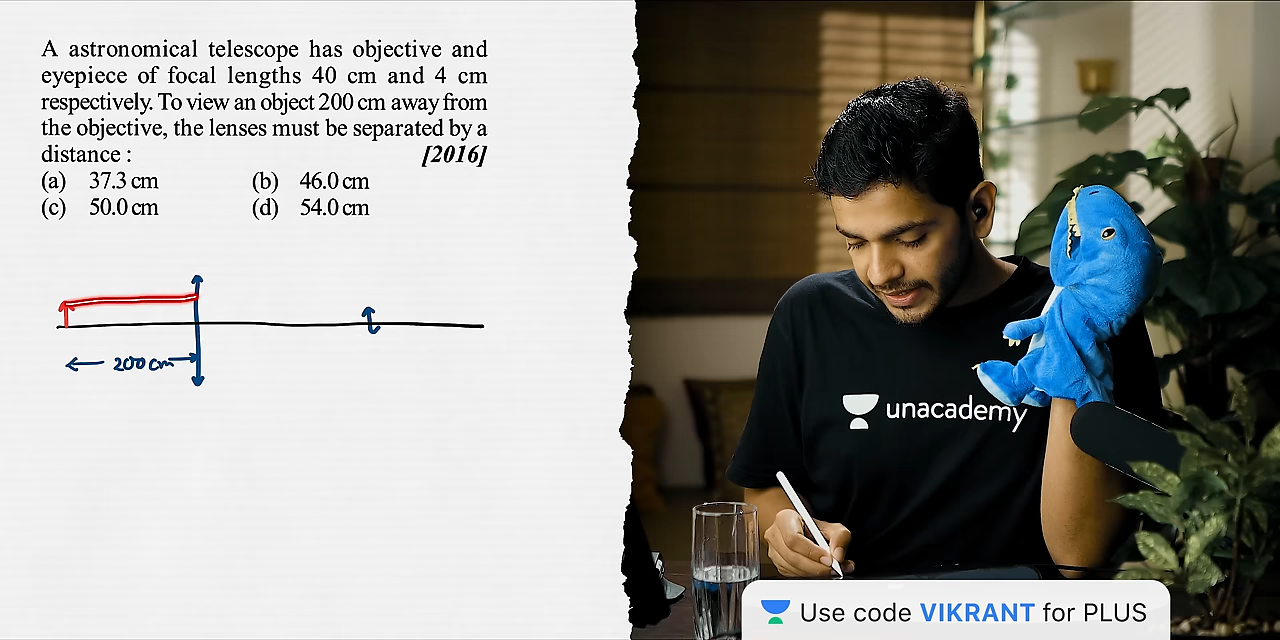 A astronomical telescope has objective and
eyepiece of focal lengths 40 cm and 4 cm
respectively. To view an object 200 cm away from
the objective, the lenses must be separated by a
distance : [2016]
(a) 37.3 cm (b) 46.0 cm
(c) 50.0 cm (d) 54.0 cm
200 cm
unacademy
Use code VIKRANT for PLUS